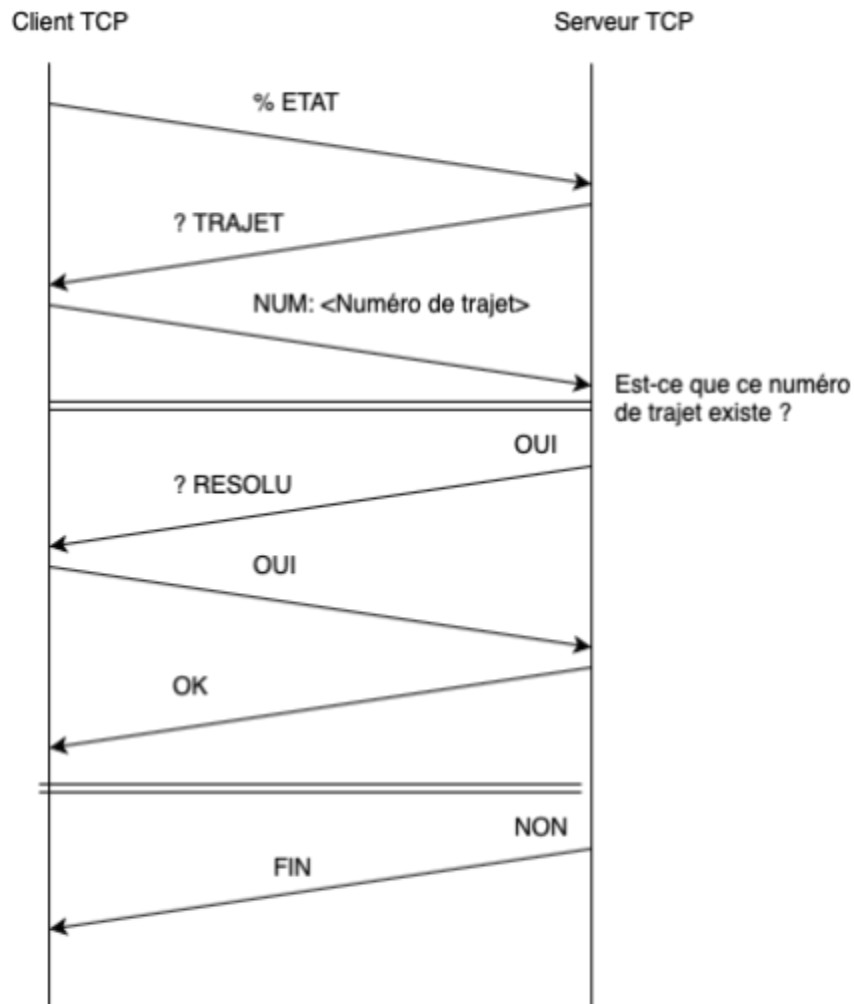 Client TCP
Serveur TCP
% ETAT
? TRAJET
NUM: <Numéro de trajet>
Est-ce que ce numéro
de trajet existe ?
OUI
? RESOLU
OUI
OK
NON
FIN